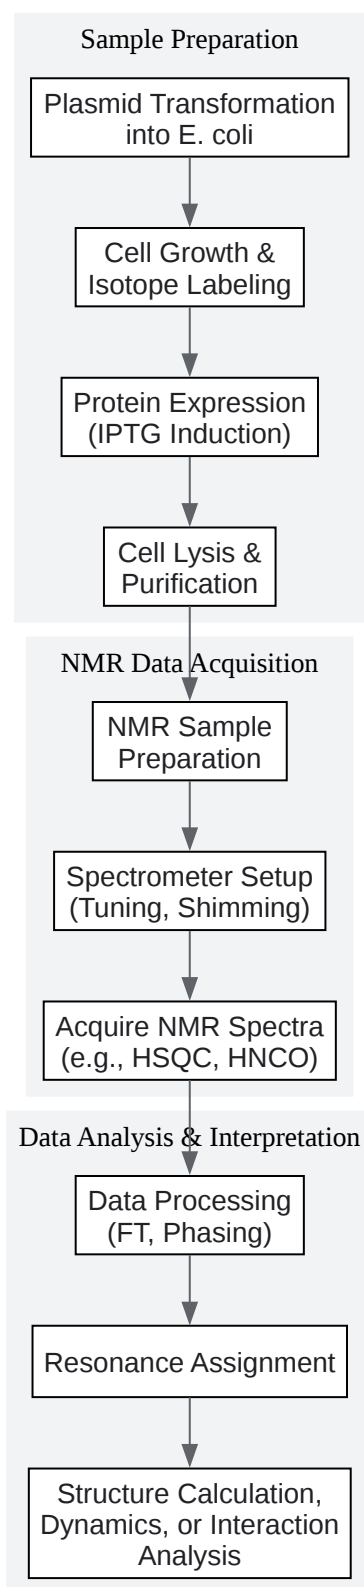 Sample Preparation
Plasmid Transformation
into E. coli
Cell Growth &
Isotope Labeling
Protein Expression
(IPTG Induction)
Cell Lysis &
Purification
NMR Data Acquisition
NMR Sample
Preparation
Spectrometer Setup
(Tuning, Shimming)
Acquire NMR Spectra
(e.g., HSQC, HNCO)
Data Analysis & Interpretation
Data Processing
(FT, Phasing)
Resonance Assignment
Structure Calculation,
Dynamics, or Interaction
Analysis